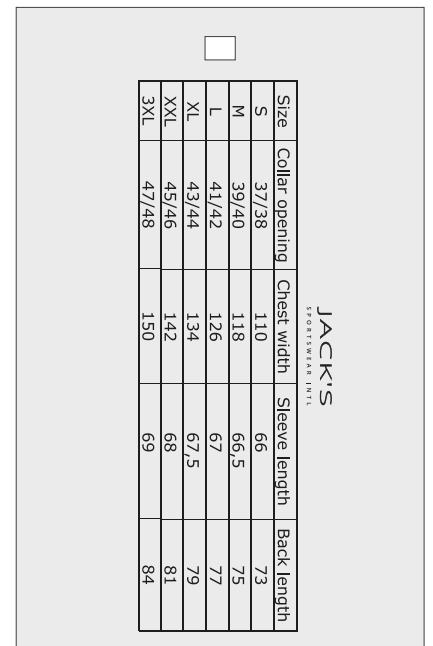 JACK'S
SPORTSWEAR INTL
Size Collar opening Chest width Sleeve length Back length
S 37/38 110 66 73
M 39/40 118 66,5 75
L 41/42 126 67 77
XL 43/44 134 67,5 79
XXL 45/46 142 68 81
3XL 47/48 150 69 84